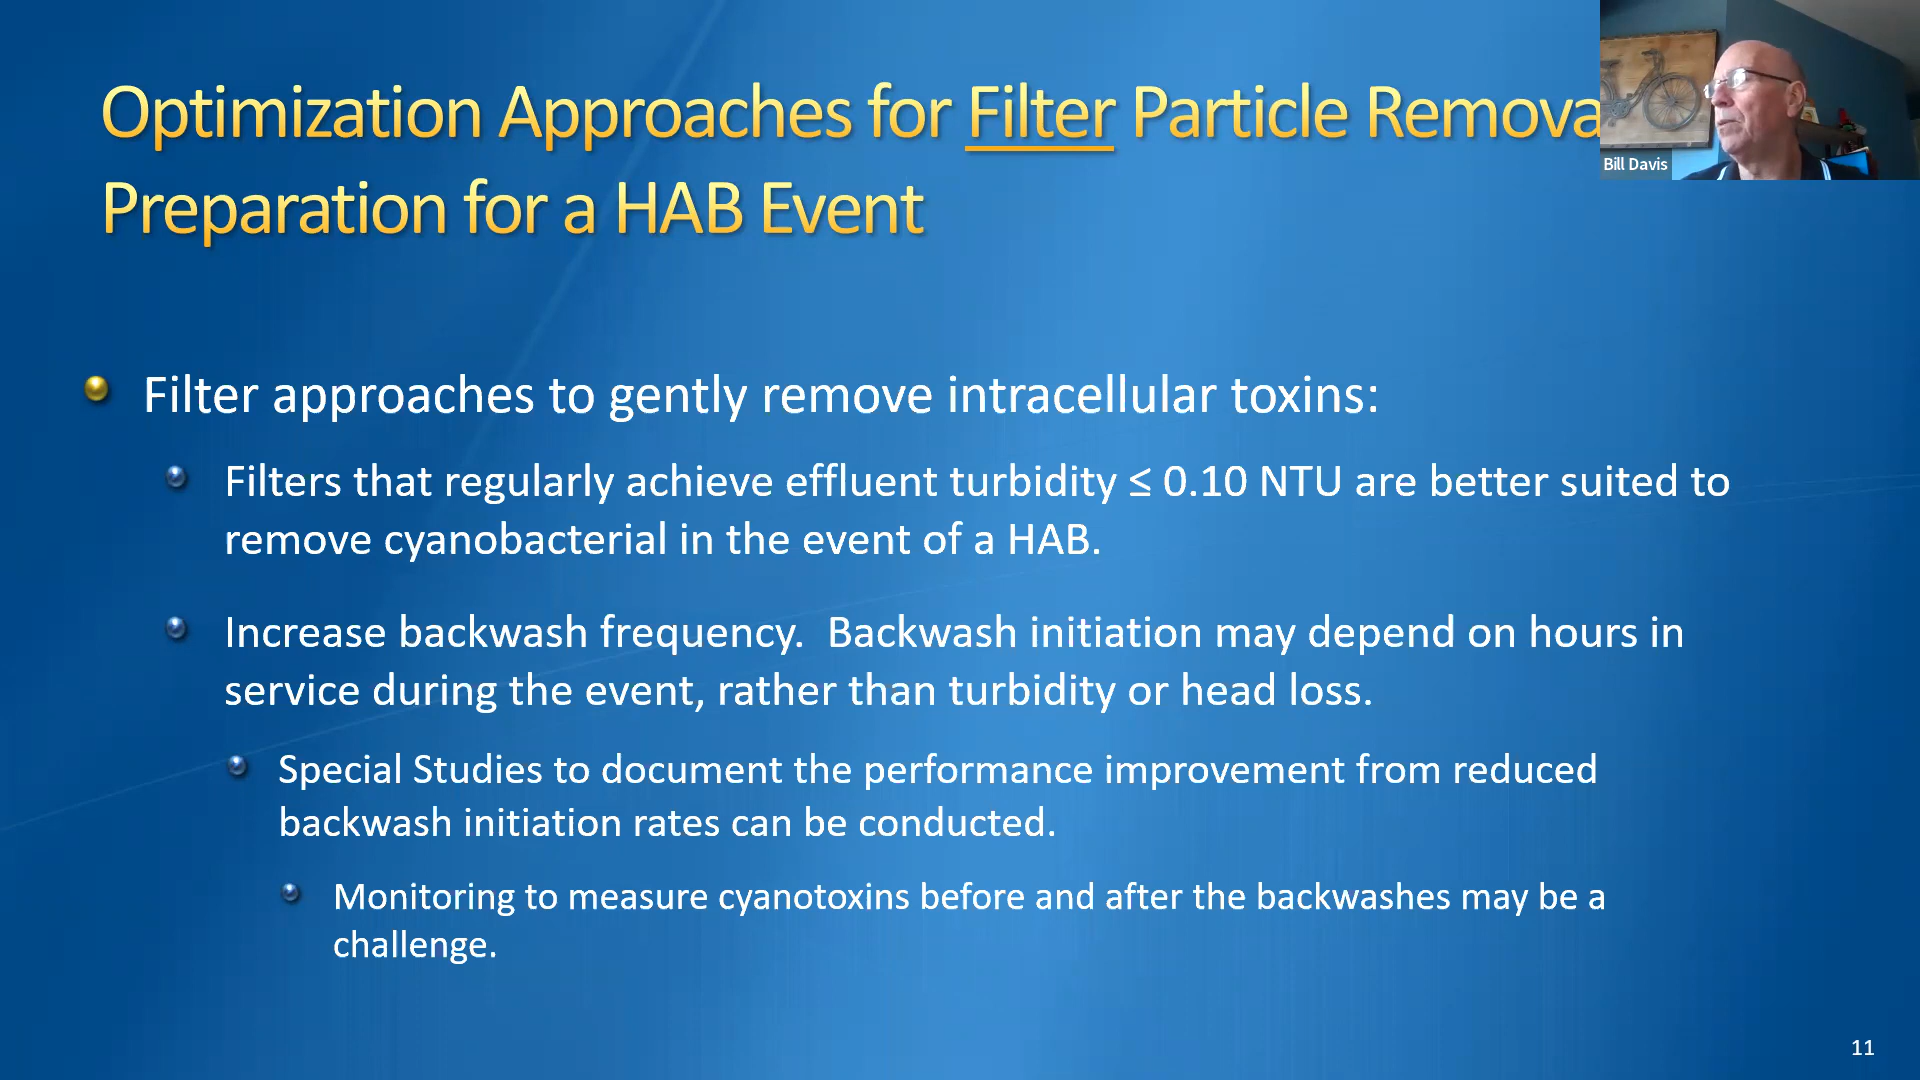 Optimization Approaches for Filter Particle Remova
Preparation for a HAB Event
Bill Davis
Filter approaches to gently remove intracellular toxins:
Filters that regularly achieve effluent turbidity ≤ 0.10 NTU are better suited to
remove cyanobacterial in the event of a HAB.
Increase backwash frequency.  Backwash initiation may depend on hours in
service during the event, rather than turbidity or head loss.
Special Studies to document the performance improvement from reduced
backwash initiation rates can be conducted.
Monitoring to measure cyanotoxins before and after the backwashes may be a
challenge.
11